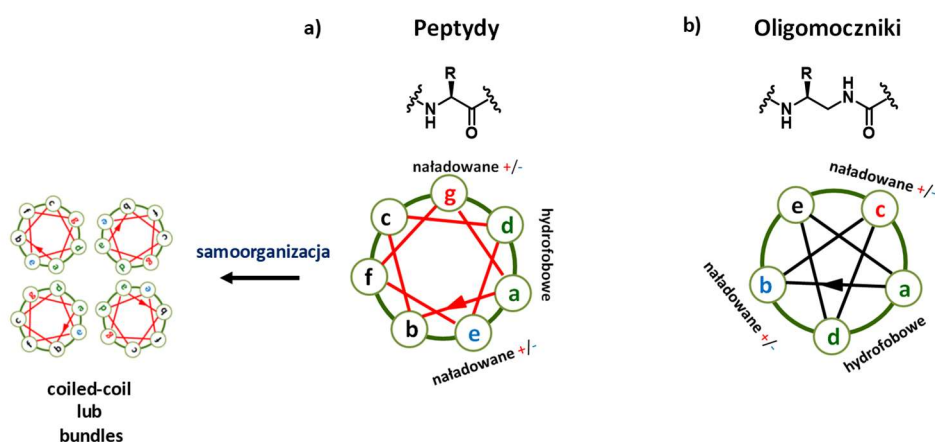 a)
Peptydy
R
N
H
O
naładowane +/-
g
c
d
hydrofobowe
f
a
b
e
naładowane +/-
samoorganizacja
coiled-coil
lub
bundles
b)
Oligomoczniki
R
H
N
N
H
O
naładowane +/-
e
c
b
a
d
naładowane +/-
hydrofobowe